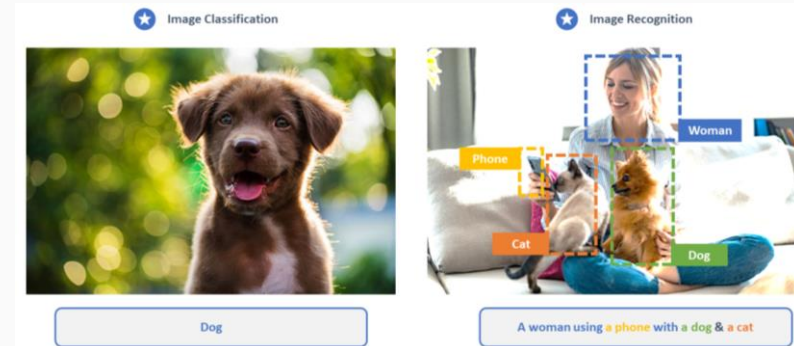 Image Classification
Image Recognition
Woman
Phone
Cat
Dog
Dog
A woman using a phone with a dog & a cat